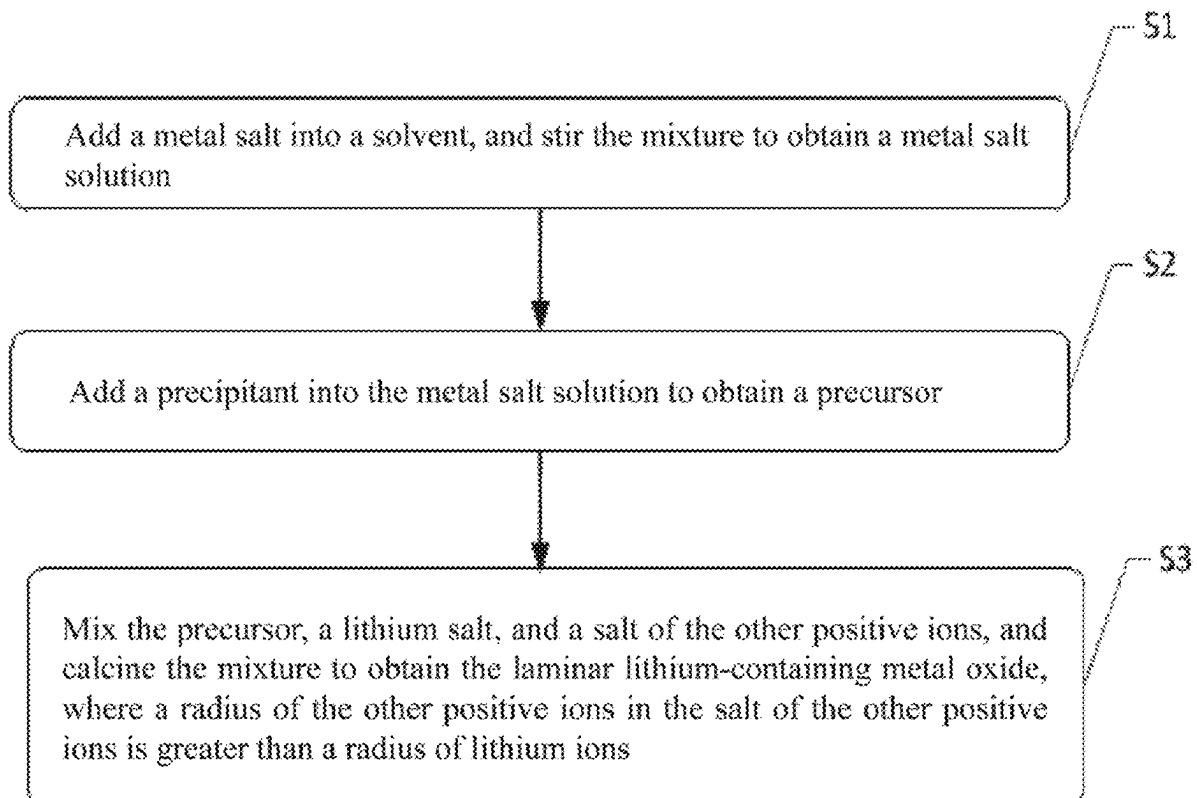 S1
Add a metal salt into a solvent, and stir the mixture to obtain a metal salt
solution
S2
Add a precipitant into the metal salt solution to obtain a precursor
S3
Mix the precursor, a lithium salt, and a salt of the other positive ions, and
calcine the mixture to obtain the laminar lithium-containing metal oxide,
where a radius of the other positive ions in the salt of the other positive
ions is greater than a radius of lithium ions